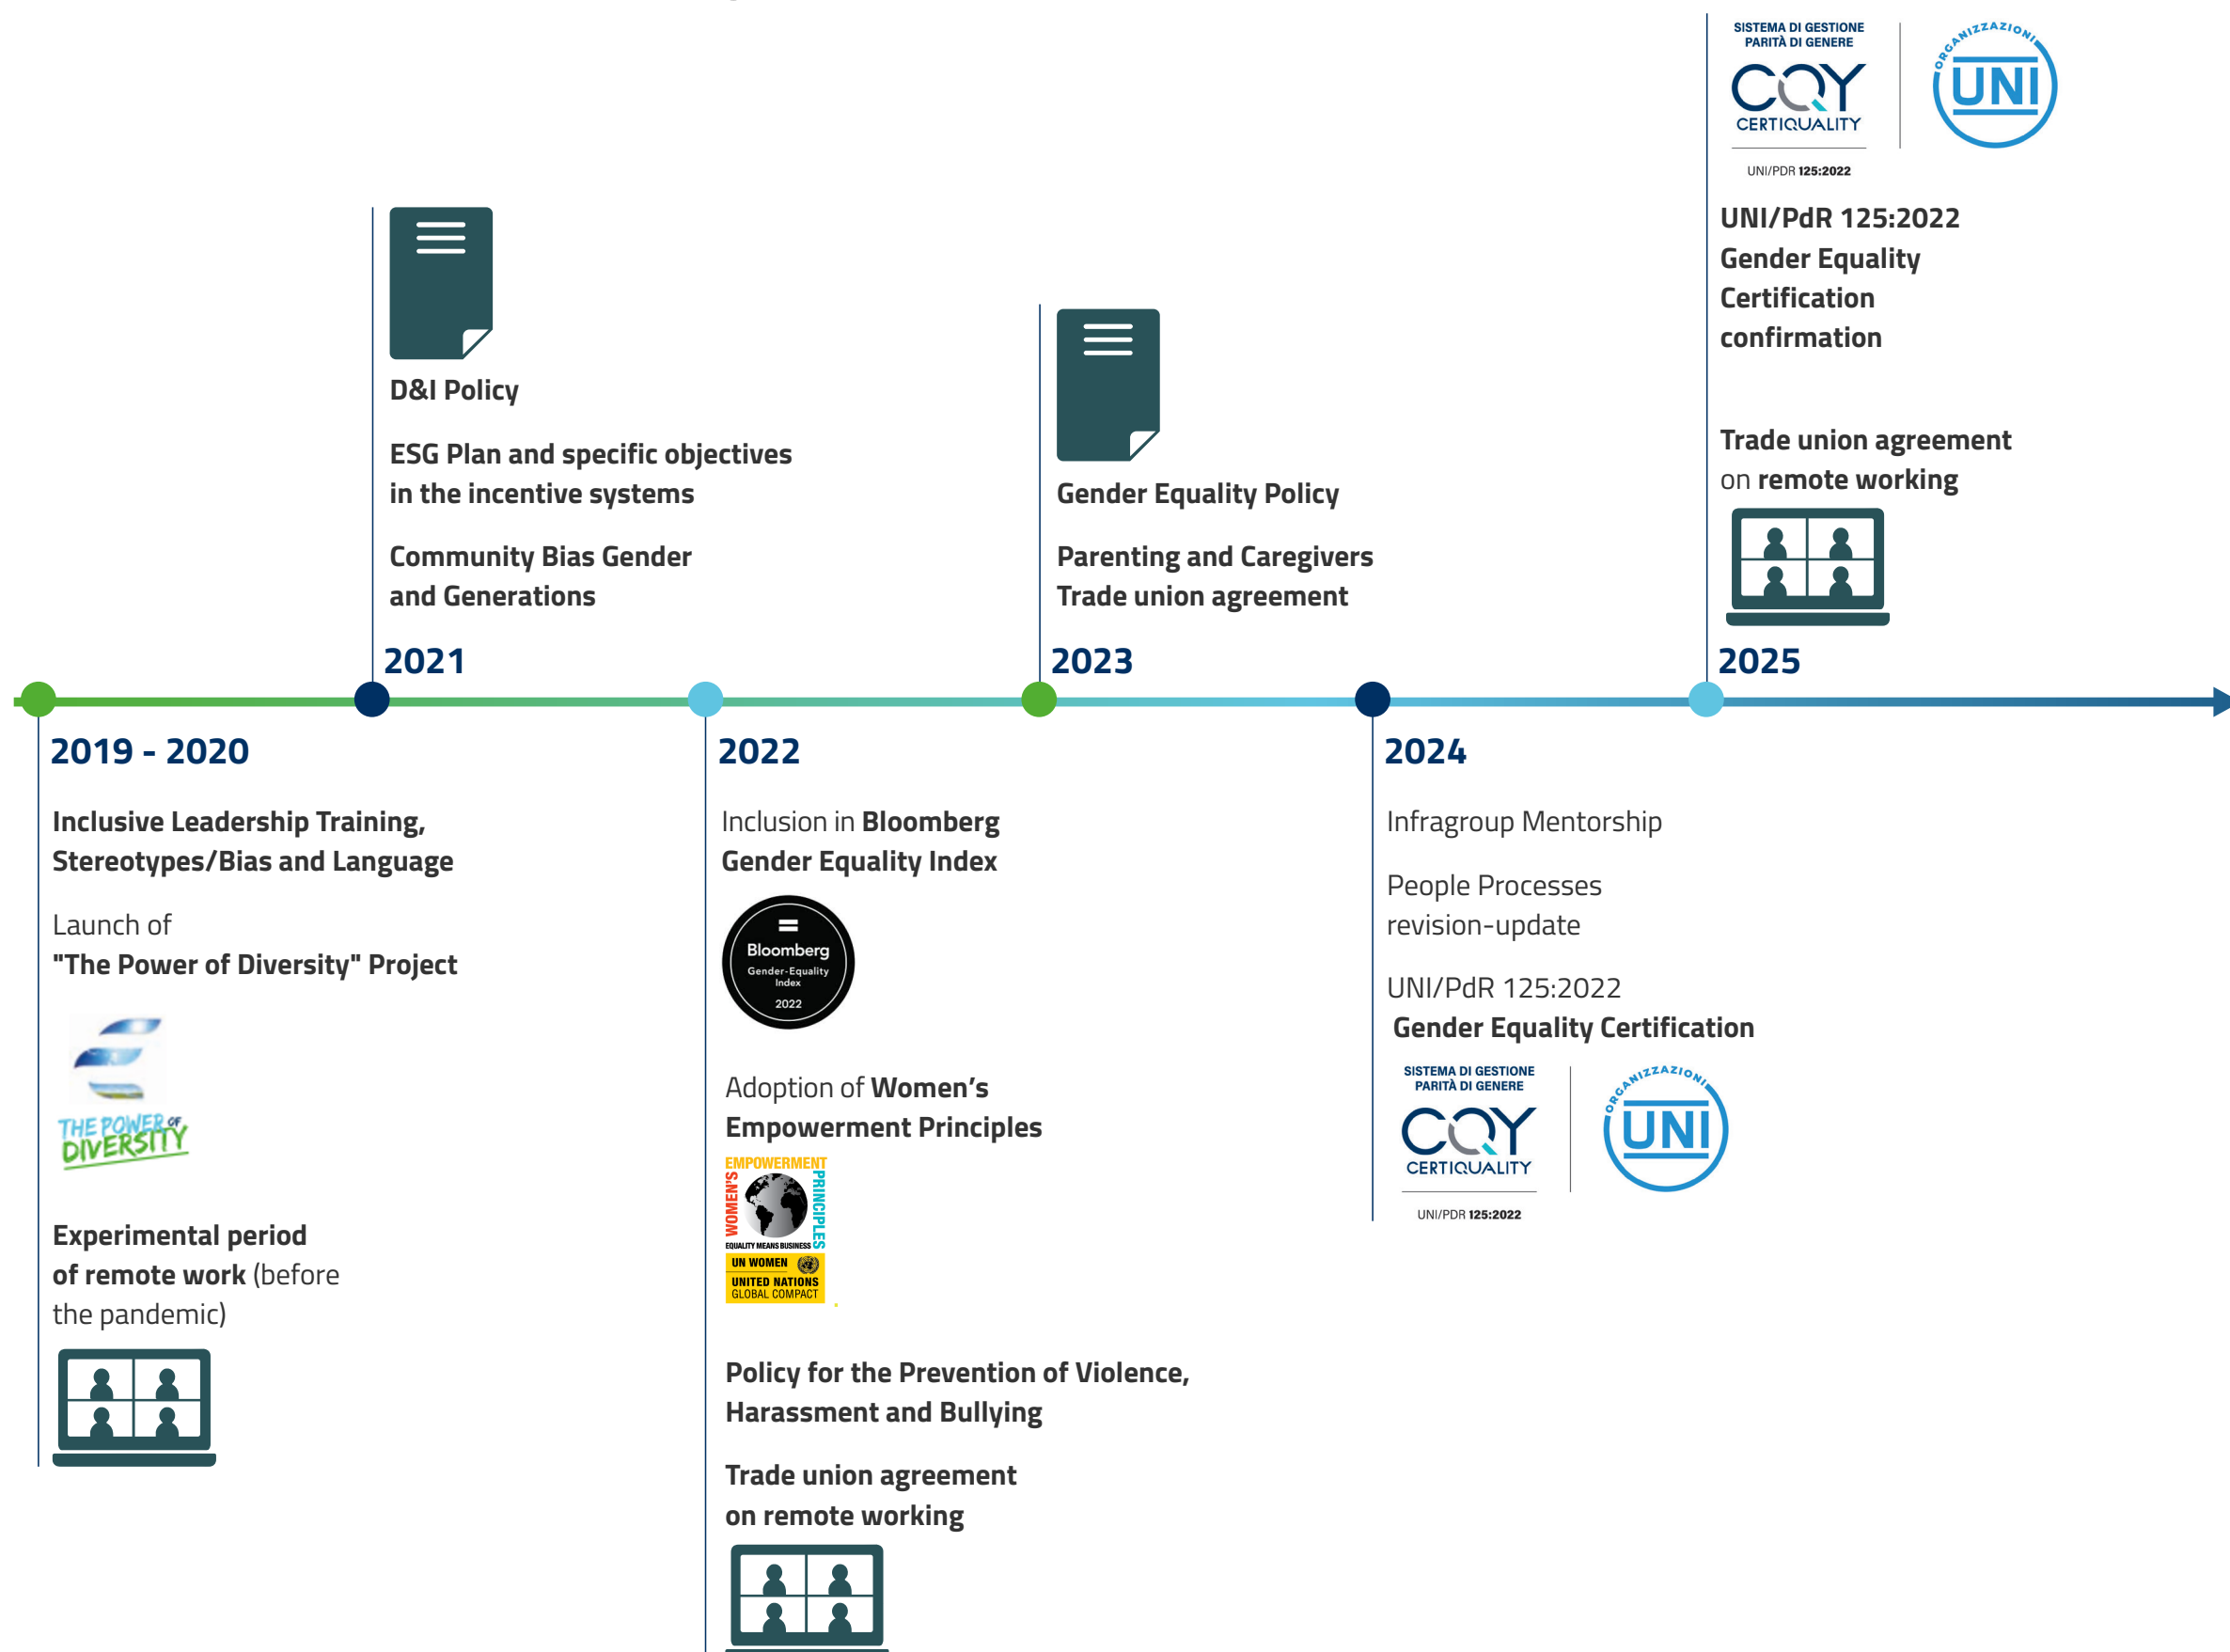 2019 - 2020
Inclusive Leadership Training,
Stereotypes/Bias and Language
Launch of
"The Power of Diversity" Project
THE POWER OF
DIVERSITY
Experimental period
of remote work (before
the pandemic)
D&I Policy
ESG Plan and specific objectives
in the incentive systems
Community Bias Gender
and Generations
2021
2022
Inclusion in Bloomberg
Gender Equality Index
Bloomberg
Gender-Equality
Index
2022
Adoption of Women’s
Empowerment Principles
WOMEN'S
EMPOWERMENT
PRINCIPLES
EQUALITY MEANS BUSINESS
UN WOMEN
UNITED NATIONS
GLOBAL COMPACT
Policy for the Prevention of Violence,
Harassment and Bullying
Trade union agreement
on remote working
Gender Equality Policy
Parenting and Caregivers
Trade union agreement
2023
2024
Infragroup Mentorship
People Processes
revision-update
UNI/PdR 125:2022
Gender Equality Certification
SISTEMA DI GESTIONE
PARITÀ DI GENERE
CQY
CERTIQUALITY
UNI/PDR 125:2022
ORGANIZZAZIONI
UNI
SISTEMA DI GESTIONE
PARITÀ DI GENERE
CQY
CERTIQUALITY
UNI/PDR 125:2022
ORGANIZZAZIONI
UNI
UNI/PdR 125:2022
Gender Equality
Certification
confirmation
Trade union agreement
on remote working
2025